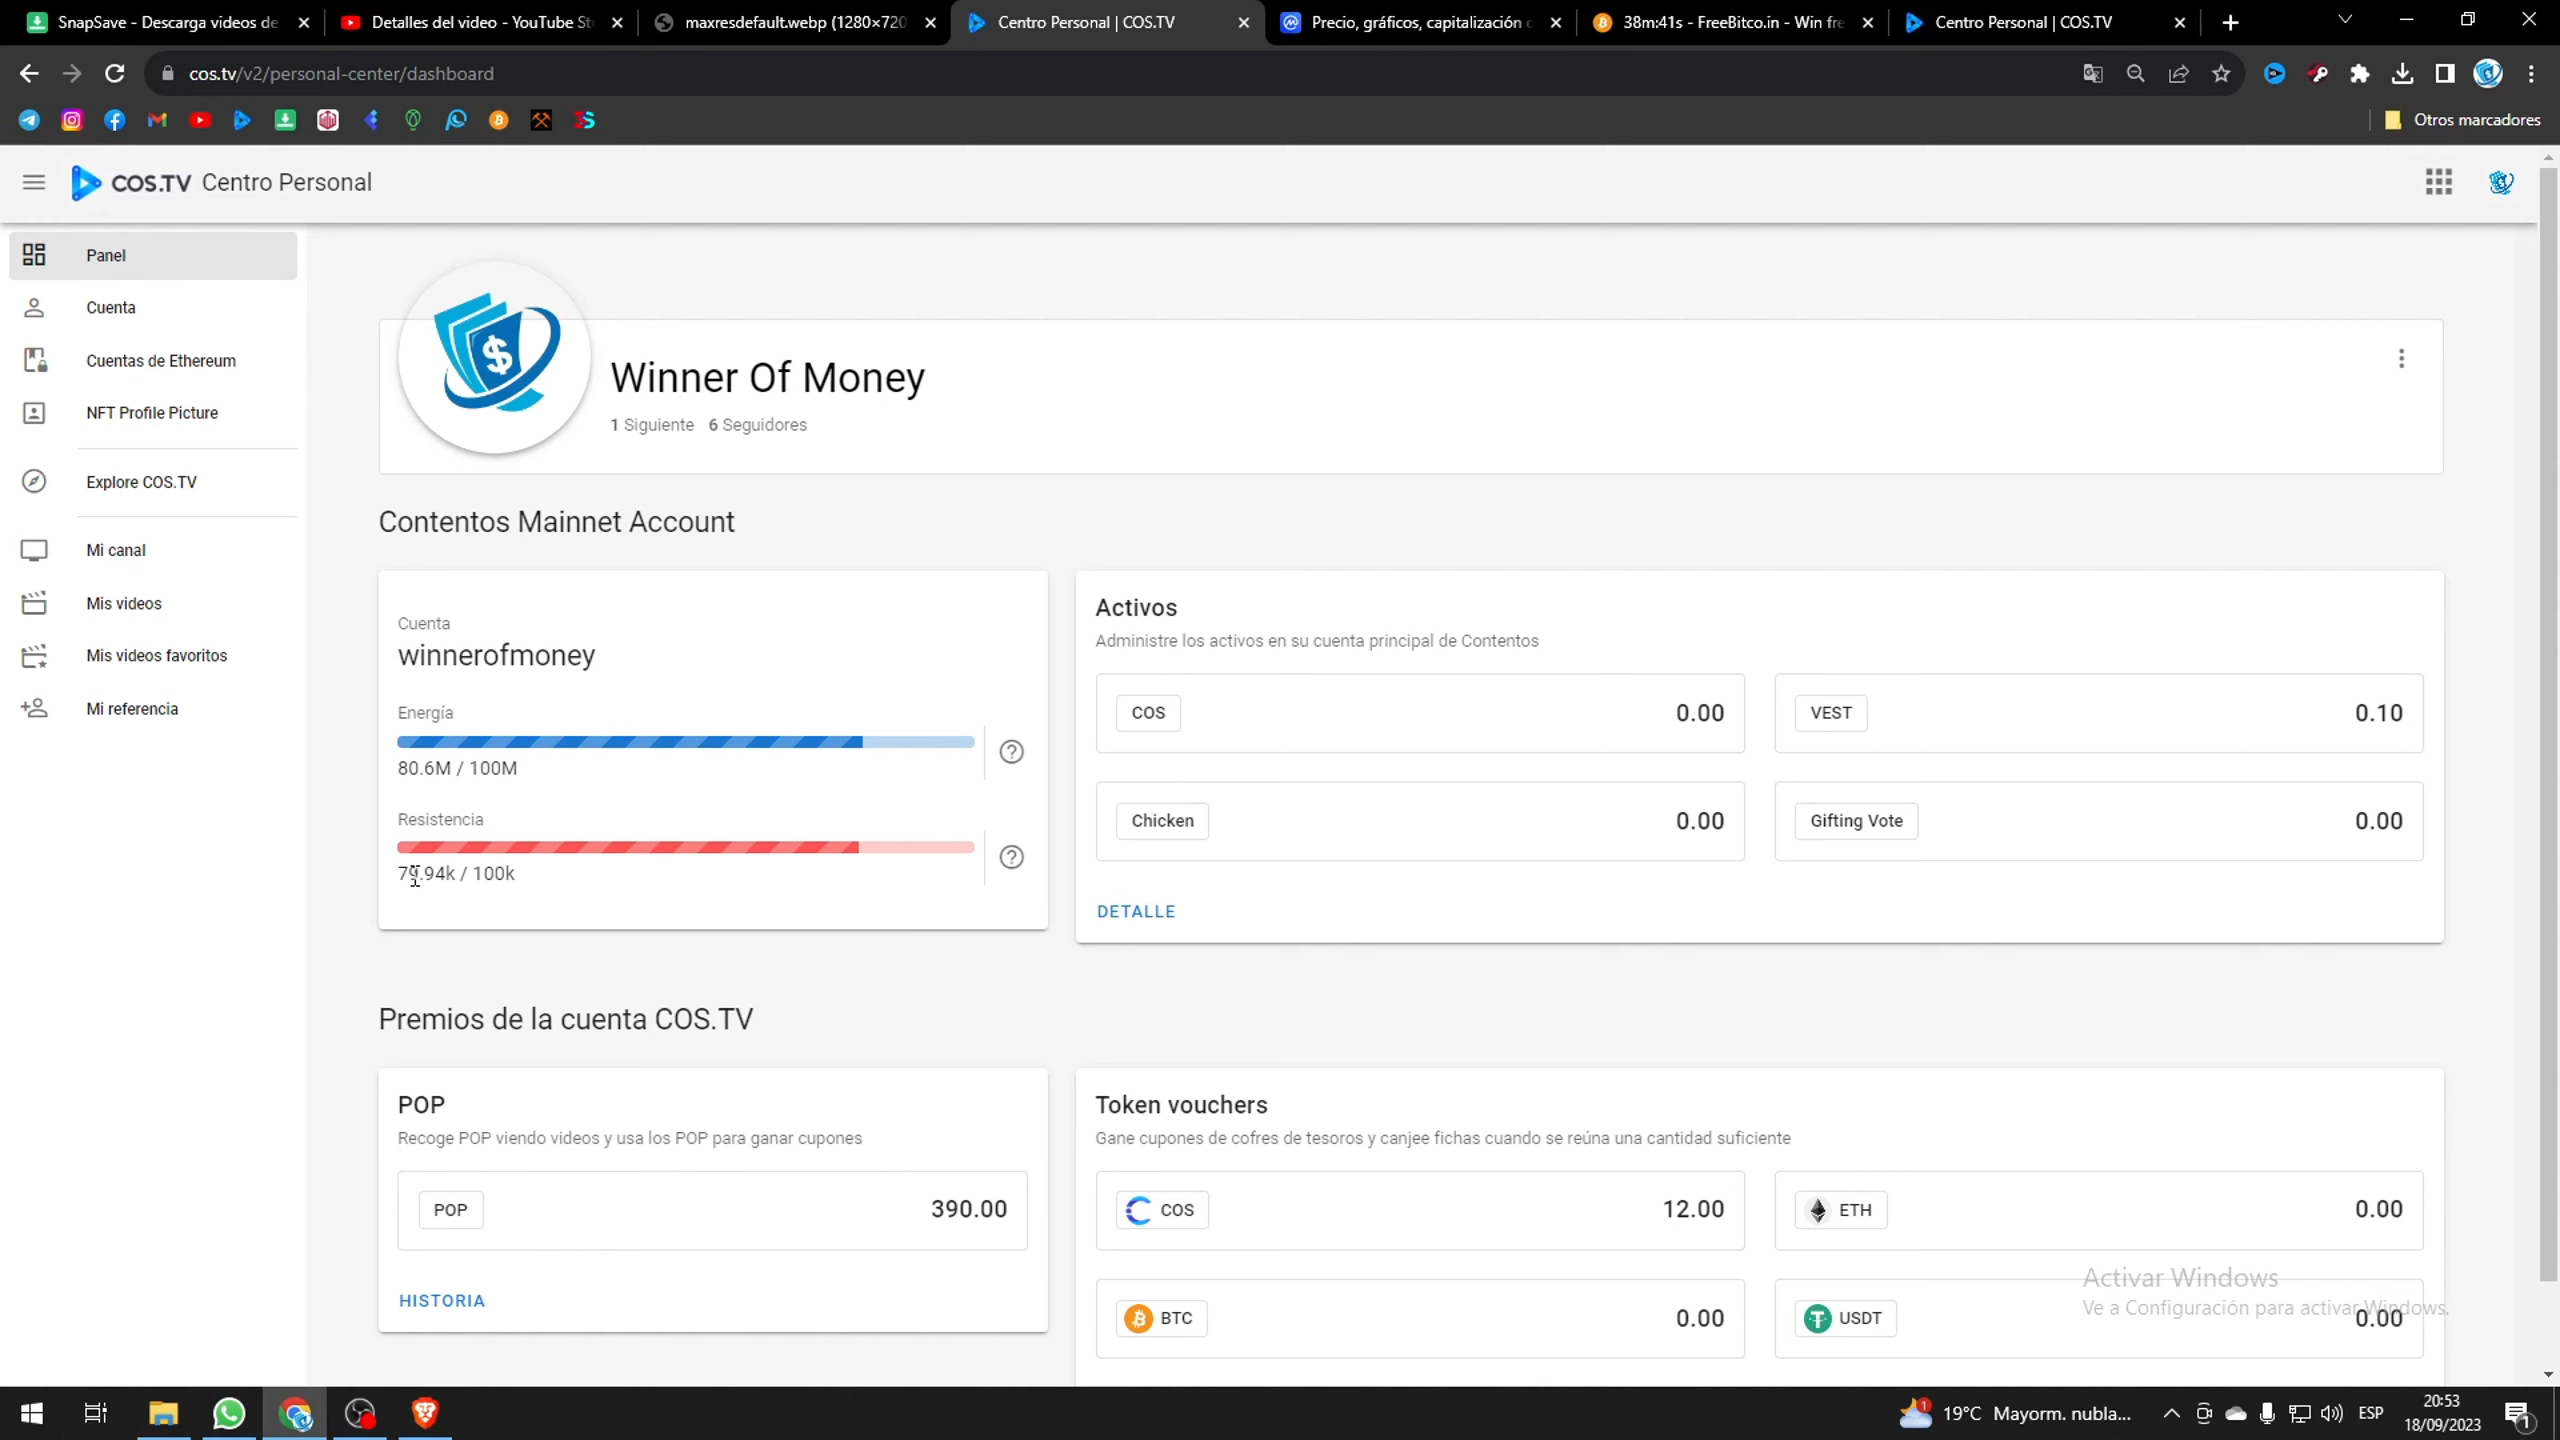 SnapSave - Descarga videos de
Detalles del video - YouTube St
maxresdefault.webp (1280×720
Centro Personal | COS.TV
Precio, gráficos, capitalización d
38m:41s - FreeBitco.in - Win fre
Centro Personal | COS.TV
cos.tv/v2/personal-center/dashboard
Otros marcadores
COS.TV Centro Personal
Panel
Cuenta
Cuentas de Ethereum
NFT Profile Picture
Explore COS.TV
Mi canal
Mis videos
Mis videos favoritos
Mi referencia
Winner Of Money
1 Siguiente 6 Seguidores
Contentos Mainnet Account
Cuenta
winnerofmoney
Energía
80.6M / 100M
Resistencia
79.94k / 100k
Activos
Administre los activos en su cuenta principal de Contentos
COS 0.00
VEST 0.10
Chicken 0.00
Gifting Vote 0.00
DETALLE
Premios de la cuenta COS.TV
POP
Recoge POP viendo videos y usa los POP para ganar cupones
POP 390.00
HISTORIA
Token vouchers
Gane cupones de cofres de tesoros y canjee fichas cuando se reúna una cantidad suficiente
COS 12.00
ETH 0.00
BTC 0.00
USDT 0.00
Activar Windows
Ve a Configuración para activar Windows.
1
19°C Mayorm. nubla...
ESP
20:53
18/09/2023
1